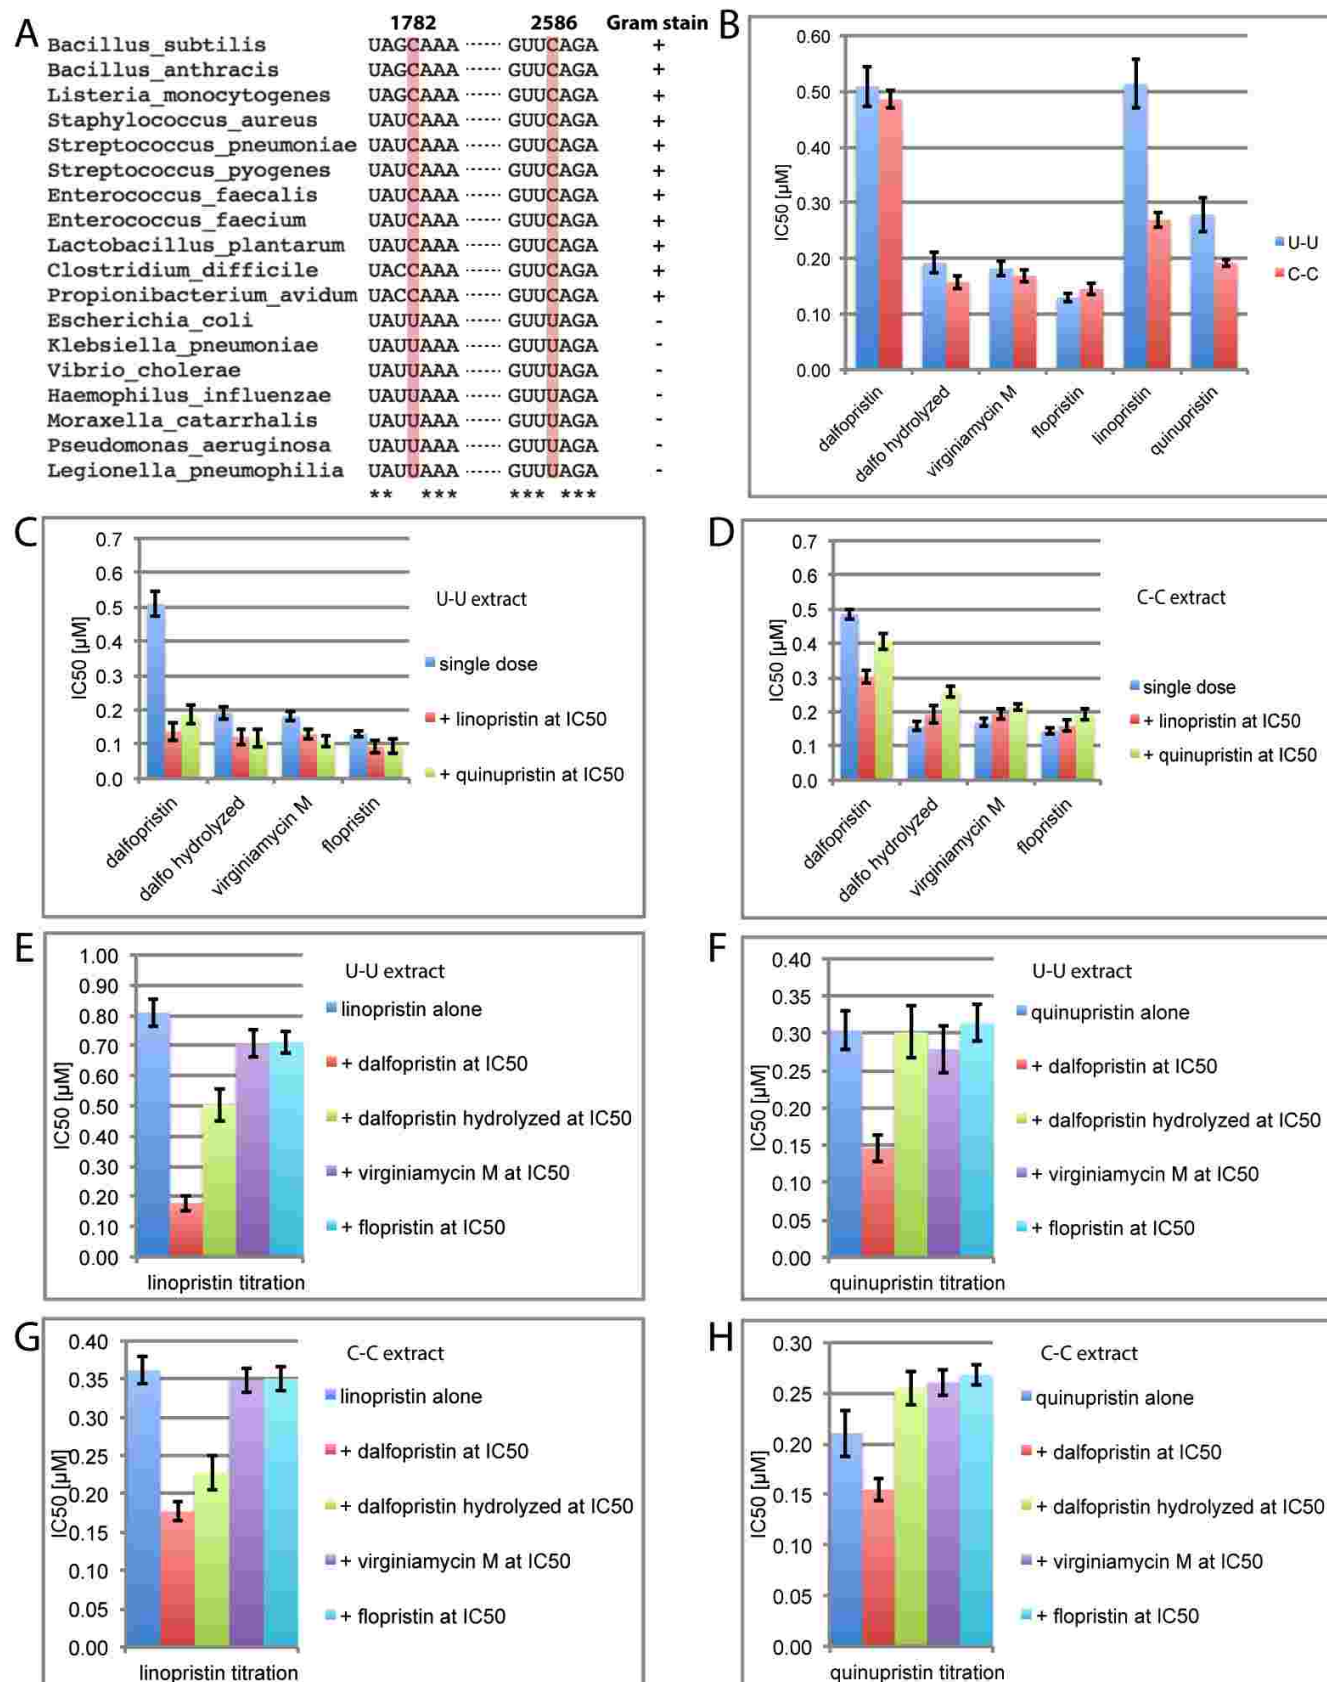 A 1782 2586 Gram stain
Bacillus_subtilis UAGCAAA ······ GUUCAGA +
Bacillus_anthracis UAGCAAA ······ GUUCAGA +
Listeria_monocytogenes UAGCAAA ······ GUUCAGA +
Staphylococcus_aureus UAUCAAA ······ GUUCAGA +
Streptococcus_pneumoniae UAUCAAA ······ GUUCAGA +
Streptococcus_pyogenes UAUCAAA ······ GUUCAGA +
Enterococcus_faecalis UAUCAAA ······ GUUCAGA +
Enterococcus_faecium UAUCAAA ······ GUUCAGA +
Lactobacillus_plantarum UAUCAAA ······ GUUCAGA +
Clostridium_difficile UACCAAA ······ GUUCAGA +
Propionibacterium_avidum UACCAAA ······ GUUCAGA +
Escherichia_coli UAUUAAA ······ GUUUAGA -
Klebsiella_pneumoniae UAUUAAA ······ GUUUAGA -
Vibrio_cholerae UAUUAAA ······ GUUUAGA -
Haemophilus_influenzae UAUUAAA ······ GUUUAGA -
Moraxella_catarrhalis UAUUAAA ······ GUUUAGA -
Pseudomonas_aeruginosa UAUUAAA ······ GUUUAGA -
Legionella_pneumophilia UAUUAAA ······ GUUUAGA -
** *** *** ***
B
IC50 [µM]
0.60
0.50
0.40
0.30
0.20
0.10
0.00
dalfopristin
dalfo hydrolyzed
virginiamycin M
flopristin
linopristin
quinupristin
U-U
C-C
C
IC50 [µM]
0.7
0.6
0.5
0.4
0.3
0.2
0.1
0.0
dalfopristin
dalfo hydrolyzed
virginiamycin M
flopristin
U-U extract
single dose
+ linopristin at IC50
+ quinupristin at IC50
D
IC50 [µM]
0.7
0.6
0.5
0.4
0.3
0.2
0.1
0.0
dalfopristin
dalfo hydrolyzed
virginiamycin M
flopristin
C-C extract
single dose
+ linopristin at IC50
+ quinupristin at IC50
E
IC50 [µM]
1.00
0.90
0.80
0.70
0.60
0.50
0.40
0.30
0.20
0.10
0.00
linopristin titration
U-U extract
linopristin alone
+ dalfopristin at IC50
+ dalfopristin hydrolyzed at IC50
+ virginiamycin M at IC50
+ flopristin at IC50
F
IC50 [µM]
0.40
0.35
0.30
0.25
0.20
0.15
0.10
0.05
0.00
quinupristin titration
U-U extract
quinupristin alone
+ dalfopristin at IC50
+ dalfopristin hydrolyzed at IC50
+ virginiamycin M at IC50
+ flopristin at IC50
G
IC50 [µM]
0.40
0.35
0.30
0.25
0.20
0.15
0.10
0.05
0.00
linopristin titration
C-C extract
linopristin alone
+ dalfopristin at IC50
+ dalfopristin hydrolyzed at IC50
+ virginiamycin M at IC50
+ flopristin at IC50
H
IC50 [µM]
0.30
0.25
0.20
0.15
0.10
0.05
0.00
quinupristin titration
C-C extract
quinupristin alone
+ dalfopristin at IC50
+ dalfopristin hydrolyzed at IC50
+ virginiamycin M at IC50
+ flopristin at IC50